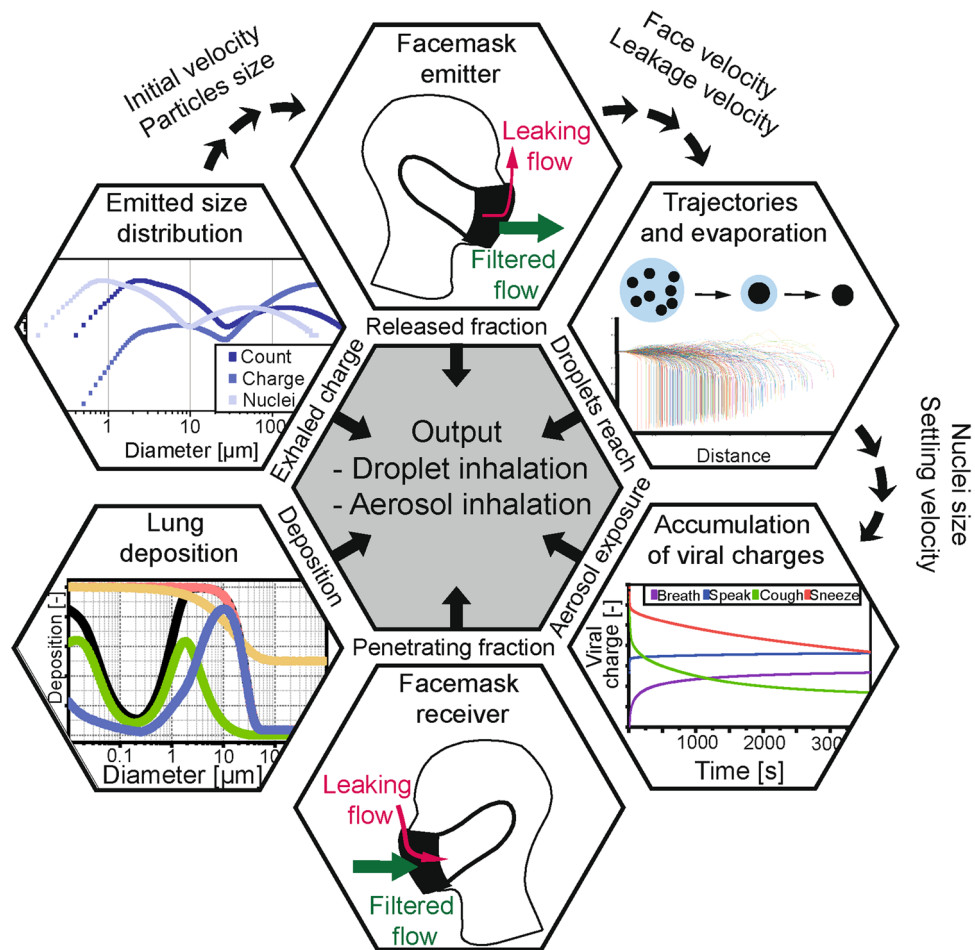 Initial velocity
Particles size
Facemask
emitter
Leaking
flow
Filtered
flow
Face velocity
Leakage velocity
Emitted size
distribution
Count
Charge
Nuclei
1
10
100
Diameter [µm]
Trajectories
and evaporation
Distance
Released fraction
Exhaled charge
Droplets reach
Output
- Droplet inhalation
- Aerosol inhalation
Deposition
Aerosol exposure
Penetrating fraction
Nuclei size
Settling velocity
Lung
deposition
Deposition [-]
0.1
1
10
100
Diameter [µm]
Accumulation
of viral charges
Breath Speak Cough Sneeze
Viral
charge [-]
1000
2000
Time [s]
Facemask
receiver
Leaking
flow
Filtered
flow